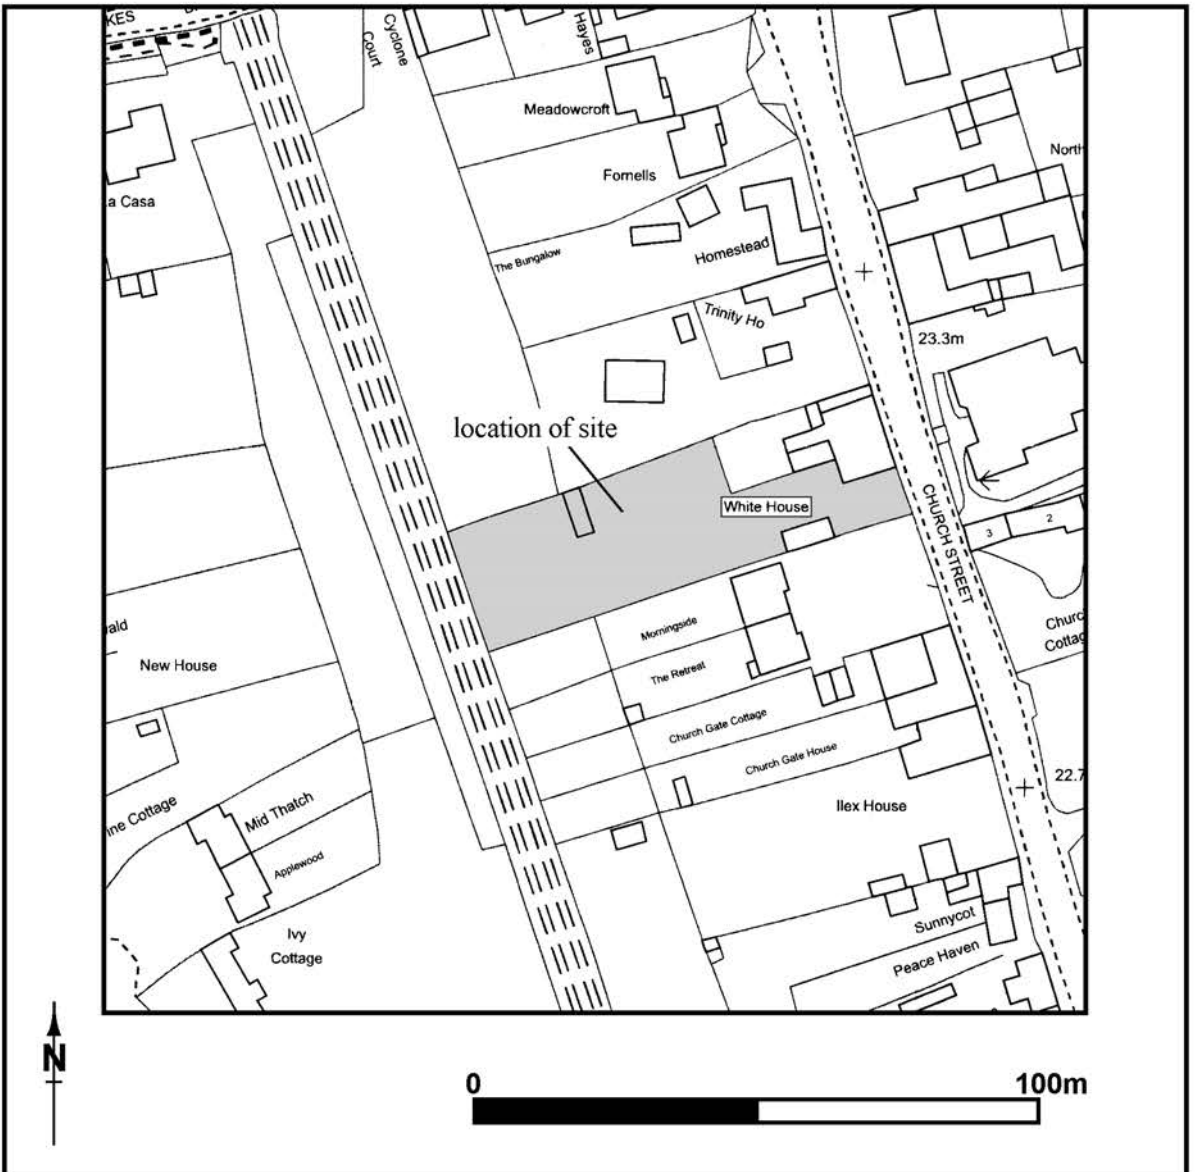 KES
Cyclone
Court
Hayes
Meadowcroft
North
Fornells
a Casa
The Bungalow
Homestead
Trinity Ho
23.3m
location of site
White House
CHURCH STREET
3
2
ald
Morningside
Churc
Cottag
New House
The Retreat
Church Gate Cottage
Church Gate House
22.7
ine Cottage
Mid Thatch
Ilex House
Applewood
Sunnycot
Ivy
Cottage
Peace Haven
N
0
100m